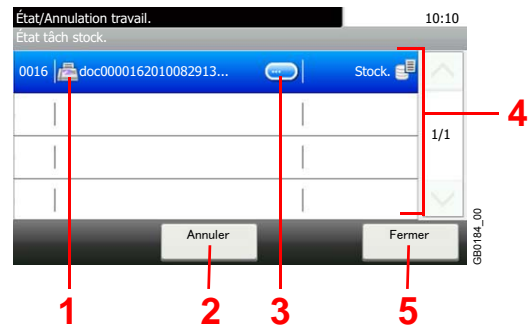 État/Annulation travail. 10:10
État tâch stock.
0016 doc0000162010082913... Stock.
4
1/1
Annuler Fermer
GB0184_00
1 2 3 5